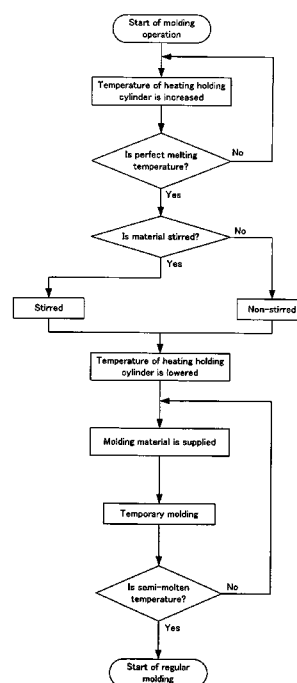 Start of molding
operation
Temperature of heating holding
cylinder is increased
Is perfect melting
temperature?
No
Yes
Is material stirred?
No
Yes
Stirred
Non-stirred
Temperature of heating holding
cylinder is lowered
Molding material is supplied
Temporary molding
Is semi-molten
temperature?
No
Yes
Start of regular
molding